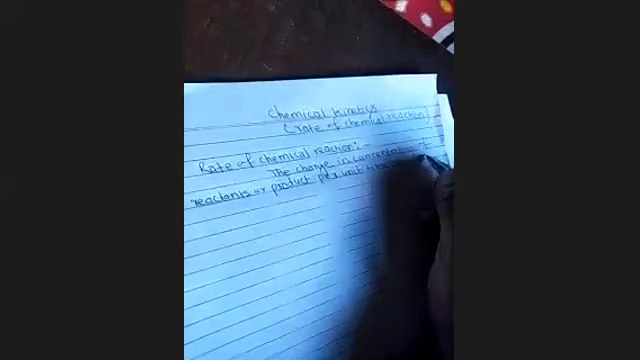 Chemical Kinetics
(rate of chemical reaction)
Rate of chemical reaction:-
The change in concentration of
reactants or product per unit